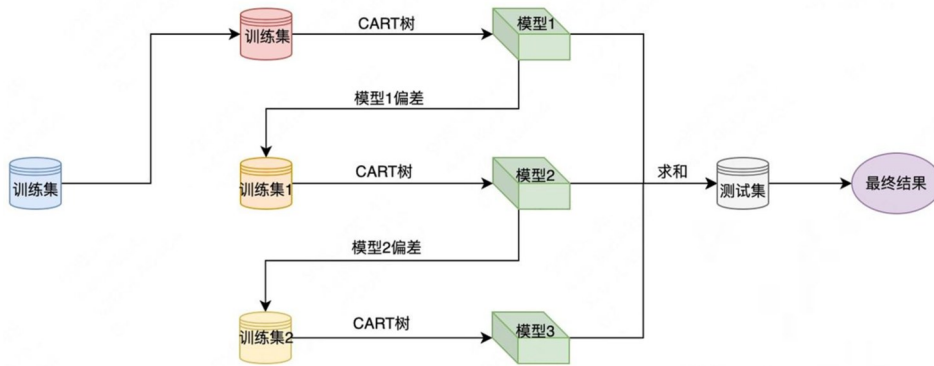 训练集
CART树
模型1
模型1偏差
训练集
训练集1
CART树
模型2
求和
测试集
最终结果
模型2偏差
训练集2
CART树
模型3